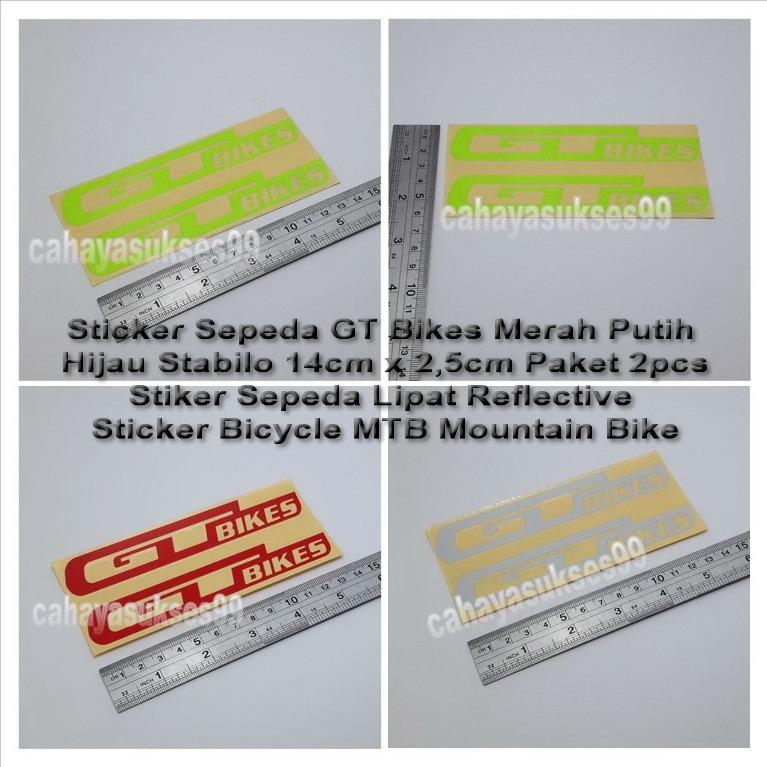 GT BIKES
GT BIKES
cahayasukses99
GT BIKES
GT BIKES
cahayasukses99
Sticker Sepeda GT Bikes Merah Putih
Hijau Stabilo 14cm x 2,5cm Paket 2pcs
Stiker Sepeda Lipat Reflective
Sticker Bicycle MTB Mountain Bike
GT BIKES
GT BIKES
cahayasukses99
GT BIKES
GT BIKES
cahayasukses99